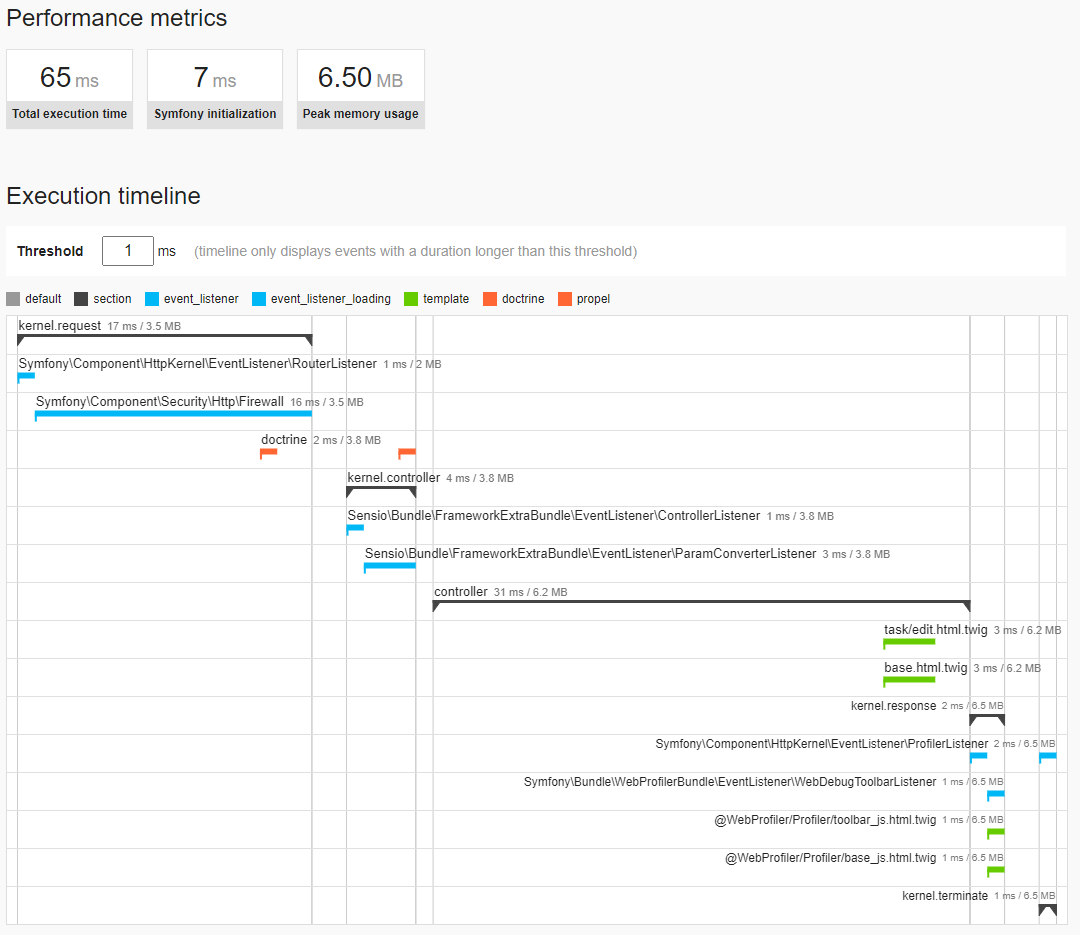 Performance metrics
65 ms 7 ms 6.50 MB
Total execution time Symfony initialization Peak memory usage
Execution timeline
Threshold 1 ms (timeline only displays events with a duration longer than this threshold)
default section event_listener event_listener_loading template doctrine propel
kernel.request 17 ms / 3.5 MB
Symfony\Component\HttpKernel\EventListener\RouterListener 1 ms / 2 MB
Symfony\Component\Security\Http\Firewall 16 ms / 3.5 MB
doctrine 2 ms / 3.8 MB
kernel.controller 4 ms / 3.8 MB
Sensio\Bundle\FrameworkExtraBundle\EventListener\ControllerListener 1 ms / 3.8 MB
Sensio\Bundle\FrameworkExtraBundle\EventListener\ParamConverterListener 3 ms / 3.8 MB
controller 31 ms / 6.2 MB
task/edit.html.twig 3 ms / 6.2 MB
base.html.twig 3 ms / 6.2 MB
kernel.response 2 ms / 6.5 MB
Symfony\Component\HttpKernel\EventListener\ProfilerListener 2 ms / 6.5 MB
Symfony\Bundle\WebProfilerBundle\EventListener\WebDebugToolbarListener 1 ms / 6.5 MB
@WebProfiler/Profiler/toolbar_js.html.twig 1 ms / 6.5 MB
@WebProfiler/Profiler/base_js.html.twig 1 ms / 6.5 MB
kernel.terminate 1 ms / 6.5 MB